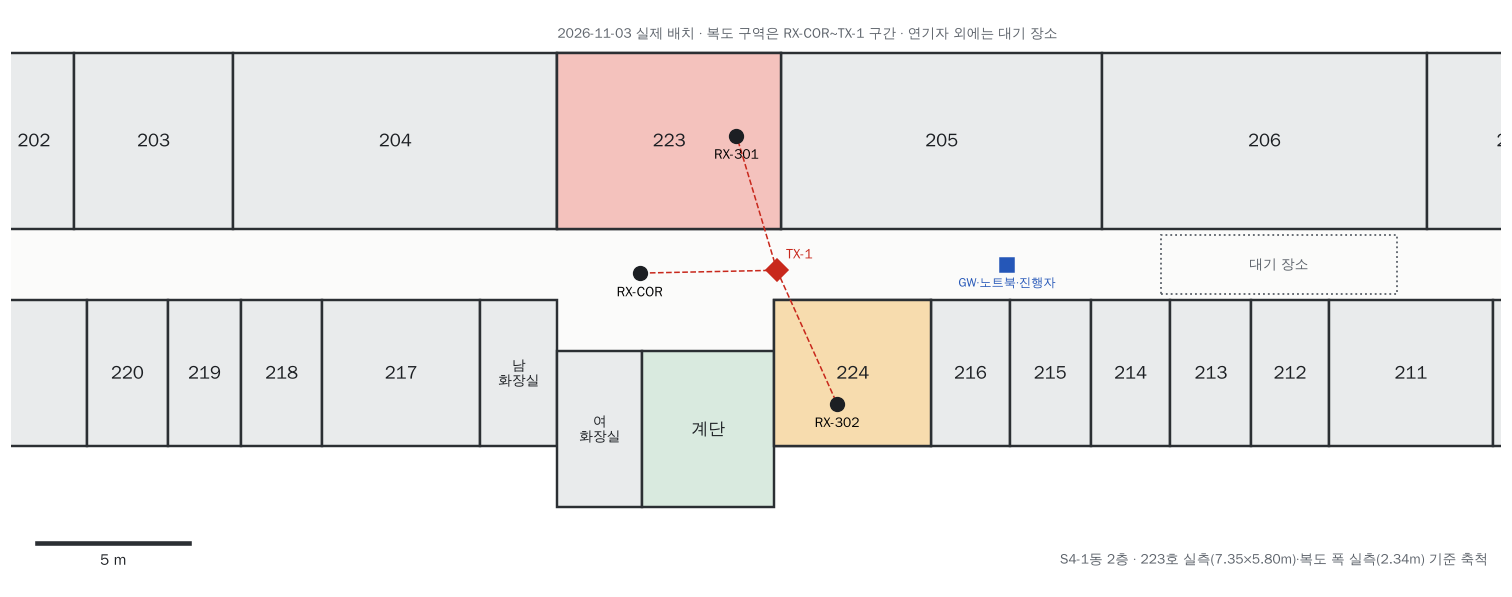 2026-11-03 실제 배치 · 복도 구역은 RX-COR~TX-1 구간 · 연기자 외에는 대기 장소
202
203
204
223
205
206
2
RX-301
TX-1
RX-COR
GW·노트북·진행자
대기 장소
220
219
218
217
남
화장실
여
화장실
계단
224
RX-302
216
215
214
213
212
211
5 m
S4-1동 2층 · 223호 실측(7.35×5.80m)·복도 폭 실측(2.34m) 기준 축척